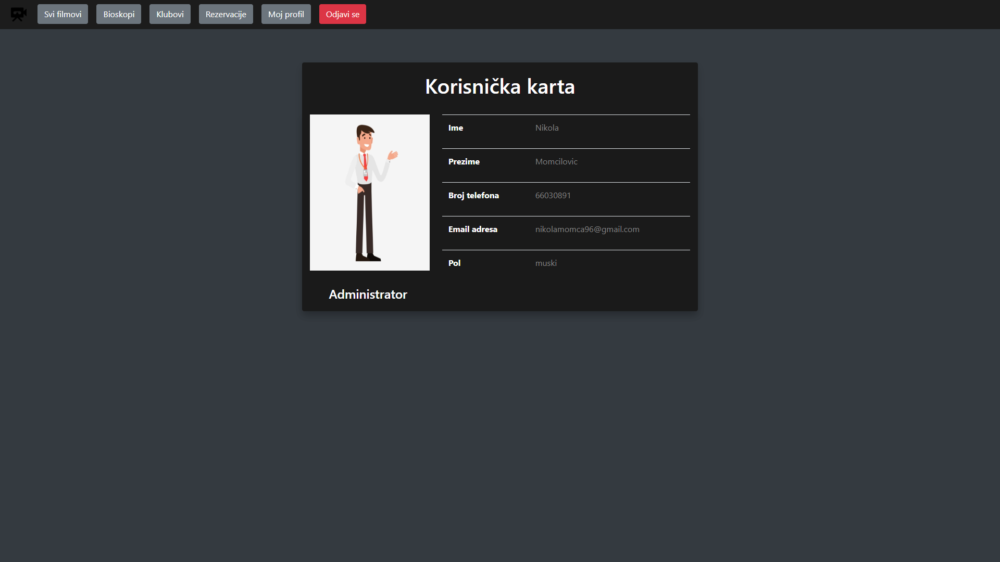 Svi filmovi Bioskopi Klubovi Rezervacije Moj profil Odjavi se
Korisnička karta
Ime Nikola
Prezime Momcilovic
Broj telefona 66030891
Email adresa nikolamomca96@gmail.com
Pol muski
Administrator